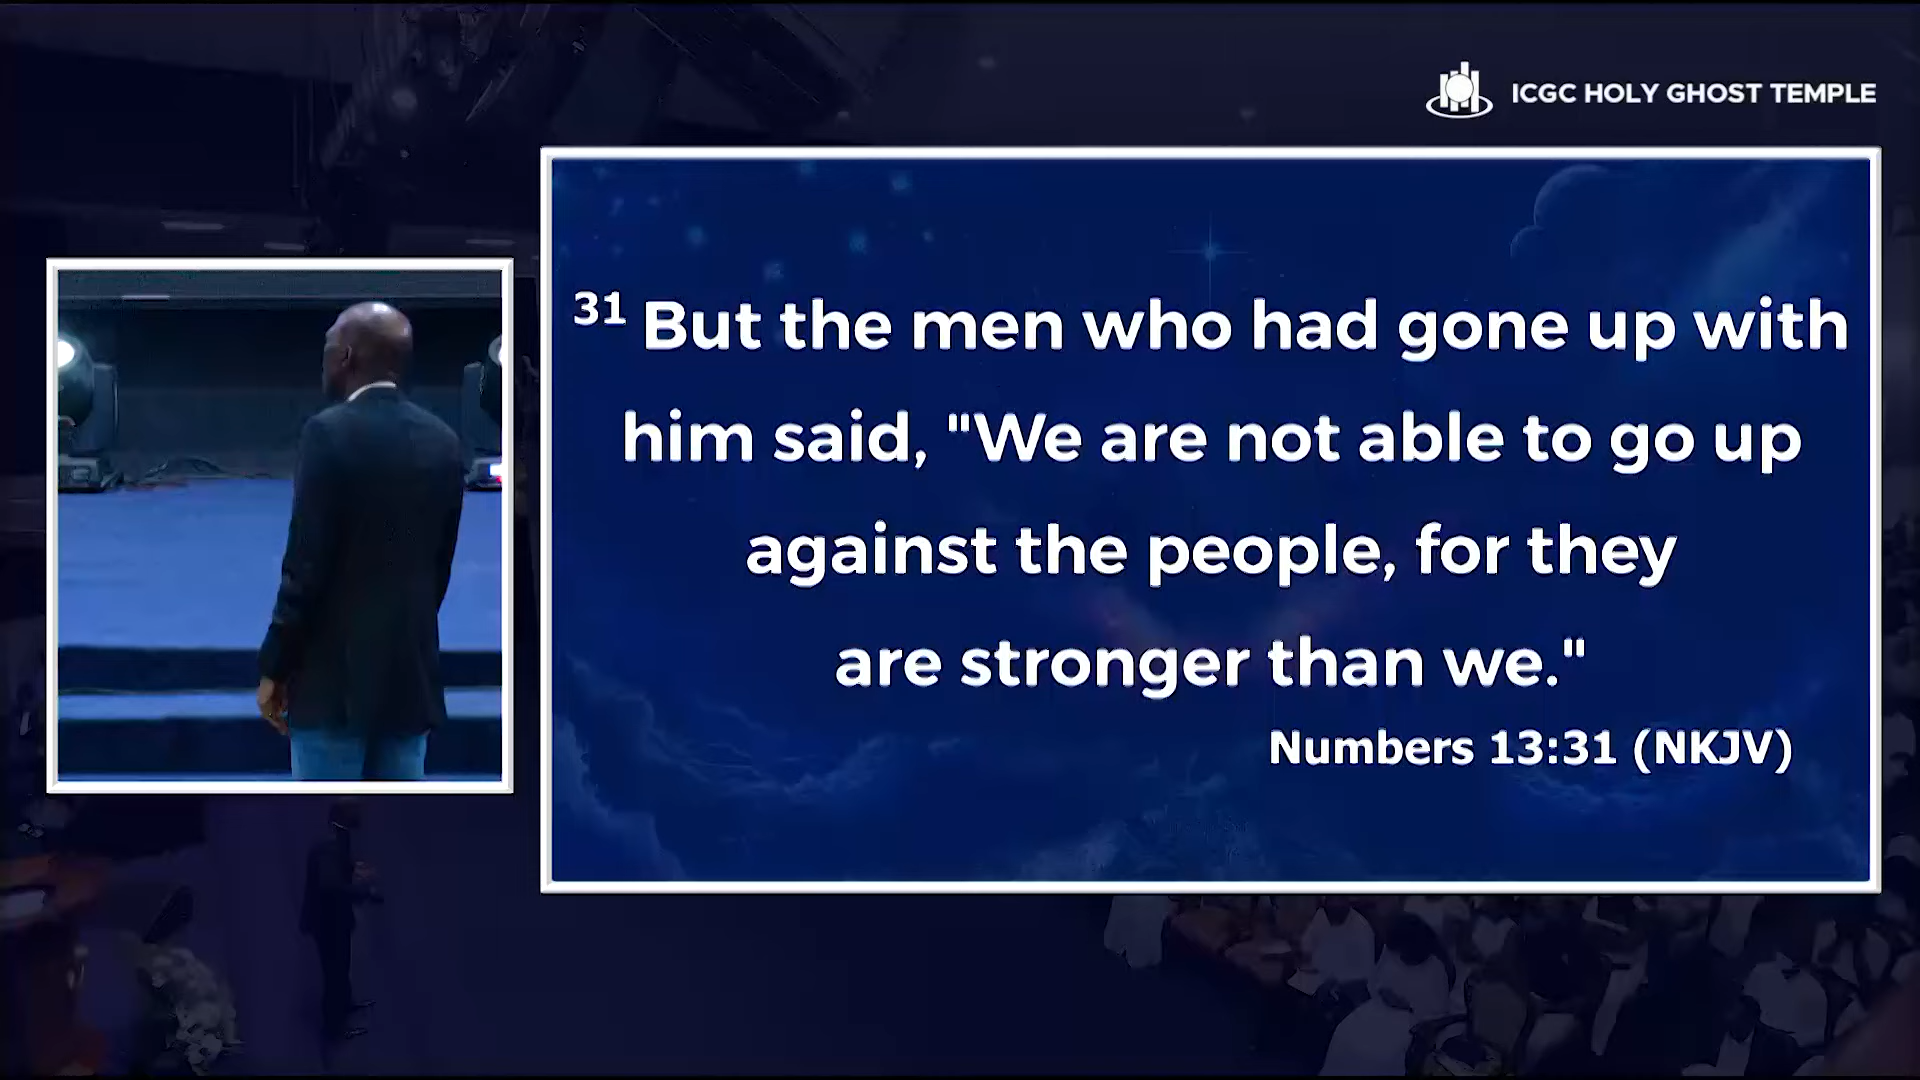 ICGC HOLY GHOST TEMPLE
31 But the men who had gone up with
him said, "We are not able to go up
against the people, for they
are stronger than we."
Numbers 13:31 (NKJV)